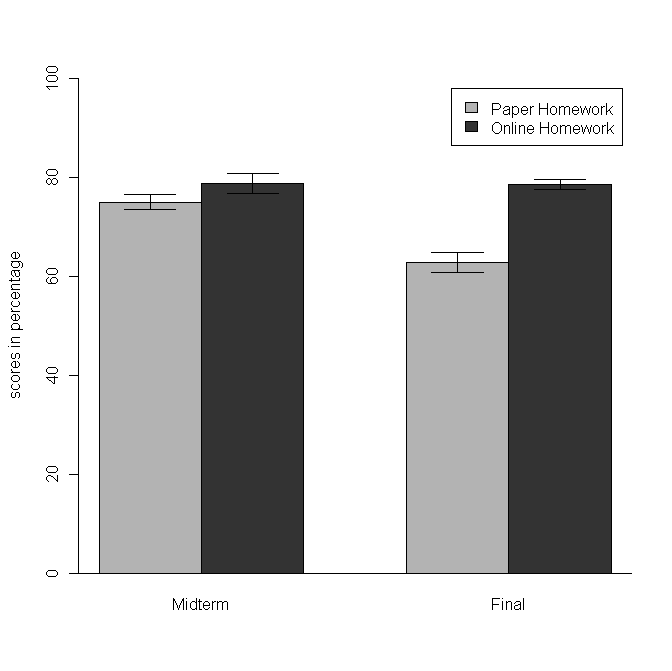 100
80
60
40
20
0
scores in percentage
Paper Homework
Online Homework
Midterm
Final